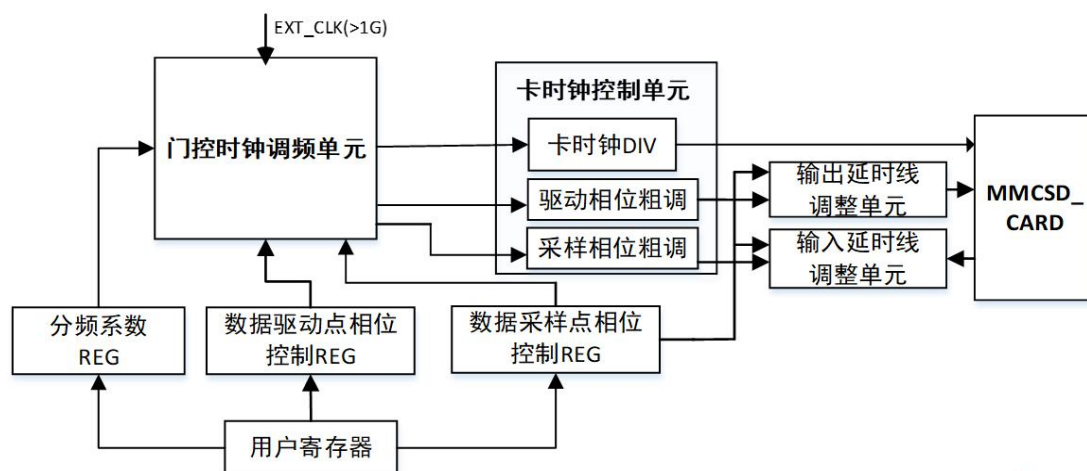 EXT_CLK(>1G)
门控时钟调频单元
卡时钟控制单元
卡时钟DIV
驱动相位粗调
采样相位粗调
输出延时线
调整单元
输入延时线
调整单元
MMCSD_
CARD
分频系数
REG
数据驱动点相位
控制REG
数据采样点相位
控制REG
用户寄存器